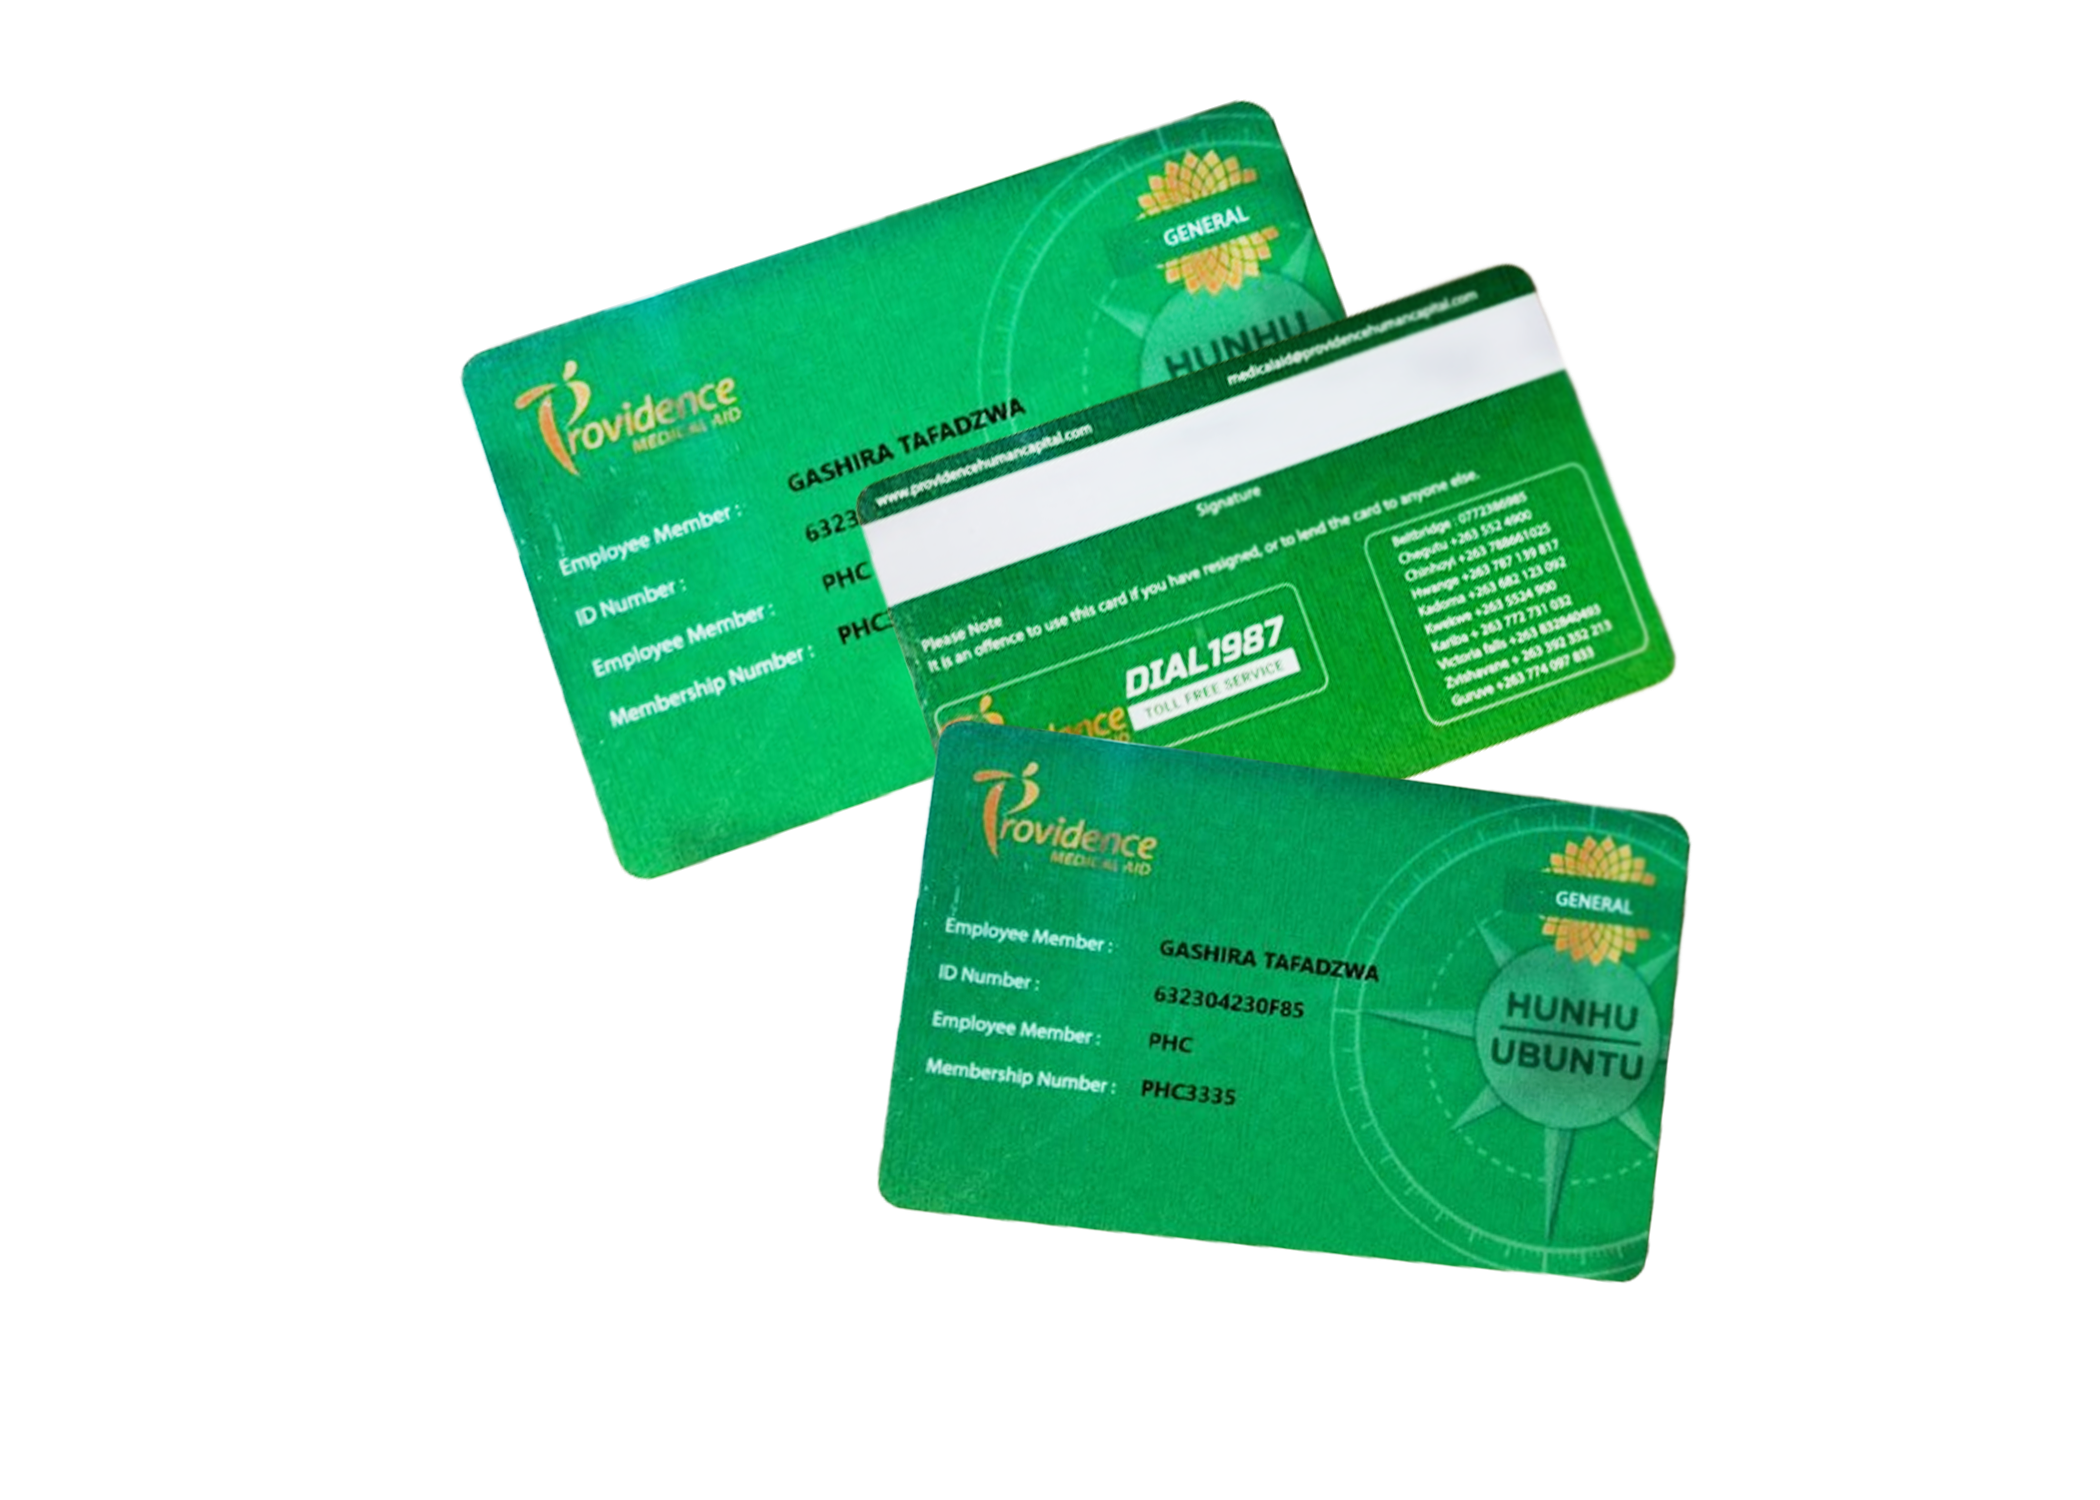 GENERAL
HUNHU
Providence
MEDICAL AID
Employee Member : GASHIRA TAFADZWA
ID Number : 6323
Employee Member : PHC
Membership Number : PHC3
www.providencehumancapital.com medicalaid@providencehumancapital.com
Signature
Please Note
It is an offence to use this card if you have resigned, or to lend the card to anyone else.
DIAL1987
TOLL FREE SERVICE
Beitbridge : 0772386985
Chegutu +263 552 4900
Chinhoyi +263 788661025
Hwange +263 787 139 817
Kadoma +263 682 123 092
Kwekwe +263 5524 900
Kariba + 263 772 731 032
Victoria falls +263 832840493
Zvishavane + 263 392 352 213
Guruve +263 774 097 833
Providence
MEDICAL AID
GENERAL
Employee Member : GASHIRA TAFADZWA
ID Number : 632304230F85
Employee Member : PHC
Membership Number : PHC3335
HUNHU
UBUNTU